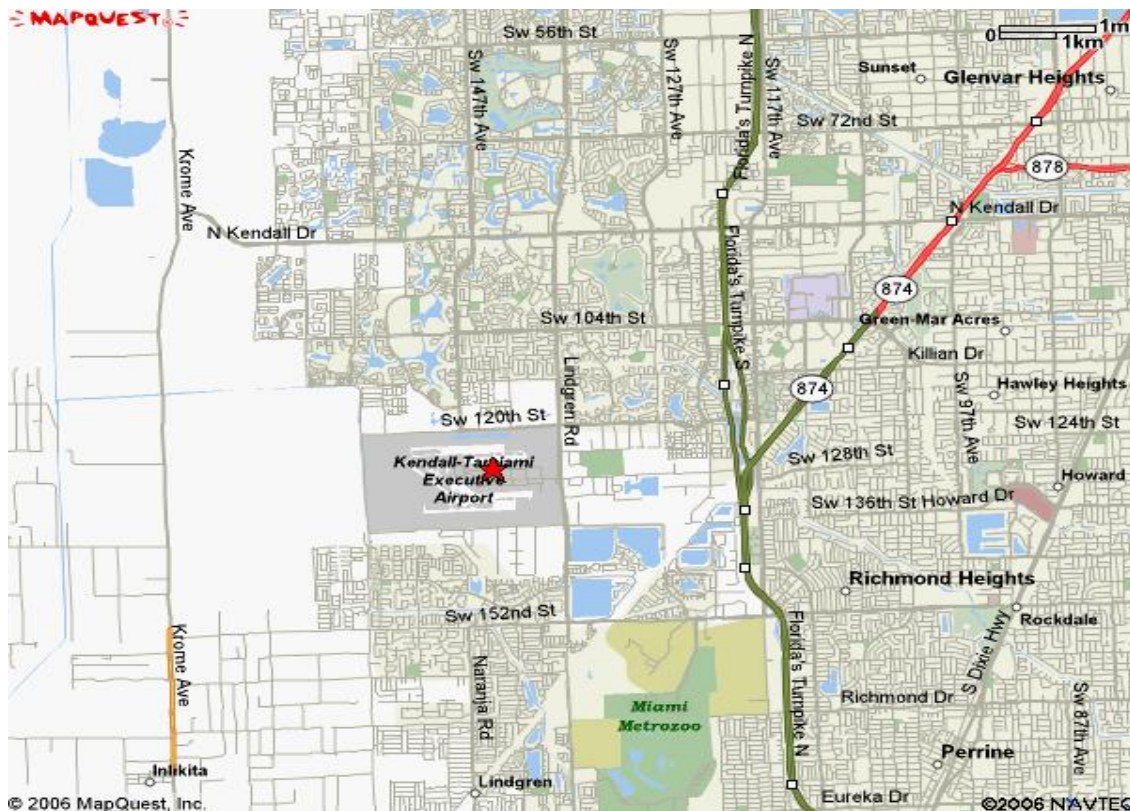 MAPQUEST
Sw 56th St
0
1m
1km
Sunset
Glenvar Heights
Sw 147th Ave
Sw 127th Ave
Florida's Turnpike N
Sw 117th Ave
Sw 72nd St
Krome Ave
878
N Kendall Dr
N Kendall Dr
Florida's Turnpike S
874
Sw 104th St
Green-Mar Acres
Killian Dr
Lindgren Rd
874
Hawley Heights
Sw 97th Ave
Sw 120th St
Sw 124th St
Sw 128th St
Kendall-Tamiami
Executive
Airport
Howard
Sw 136th St
Howard Dr
Richmond Heights
Sw 152nd St
Rockdale
Krome Ave
Florida's Turnpike N
S Dixie Hwy
Naranja Rd
Richmond Dr
Sw 87th Ave
Miami
Metrozoo
Perrine
Inlikita
Lindgren
Eureka Dr
© 2006 MapQuest, Inc.
©2006 NAVTEQ